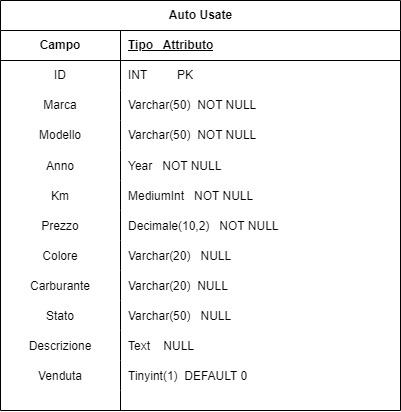 Auto Usate
Campo Tipo Attributo
ID INT PK
Marca Varchar(50) NOT NULL
Modello Varchar(50) NOT NULL
Anno Year NOT NULL
Km MediumInt NOT NULL
Prezzo Decimale(10,2) NOT NULL
Colore Varchar(20) NULL
Carburante Varchar(20) NULL
Stato Varchar(50) NULL
Descrizione Text NULL
Venduta Tinyint(1) DEFAULT 0